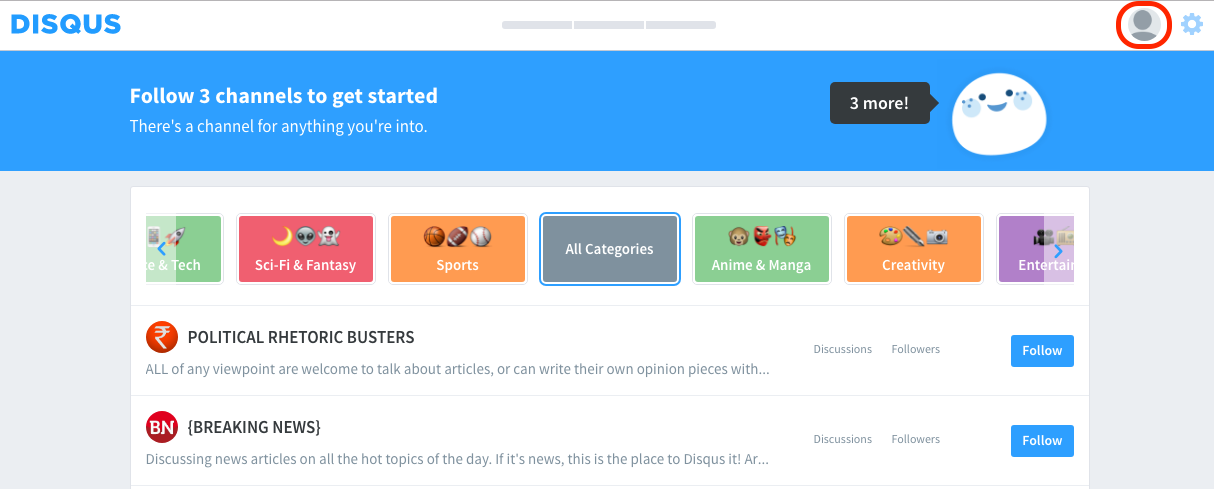 DISQUS
Follow 3 channels to get started
There's a channel for anything you're into.
3 more!
e & Tech
Sci-Fi & Fantasy
Sports
All Categories
Anime & Manga
Creativity
Entertain
POLITICAL RHETORIC BUSTERS
Discussions
Followers
Follow
ALL of any viewpoint are welcome to talk about articles, or can write their own opinion pieces with...
BN
{BREAKING NEWS}
Discussions
Followers
Follow
Discussing news articles on all the hot topics of the day. If it's news, this is the place to Disqus it! Ar...